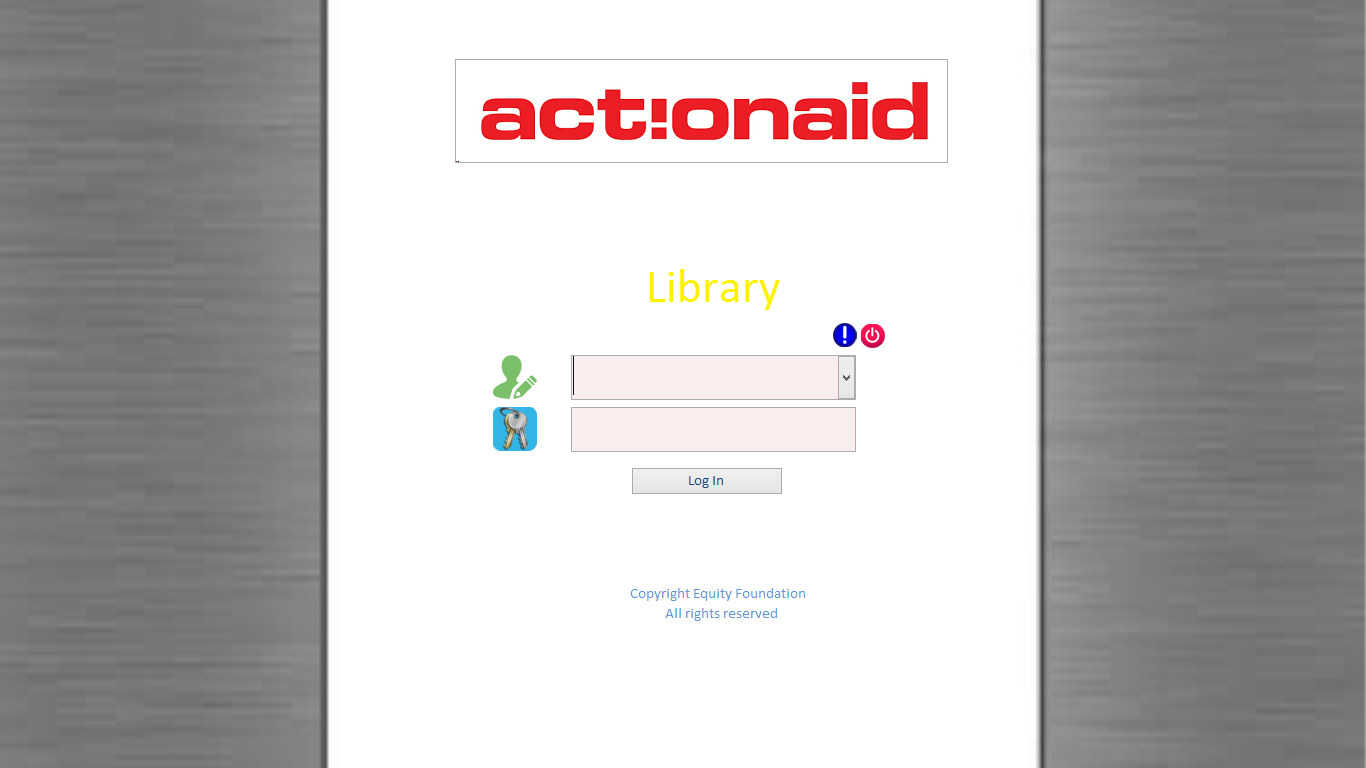 act!onaid
Library
Log In
Copyright Equity Foundation
All rights reserved